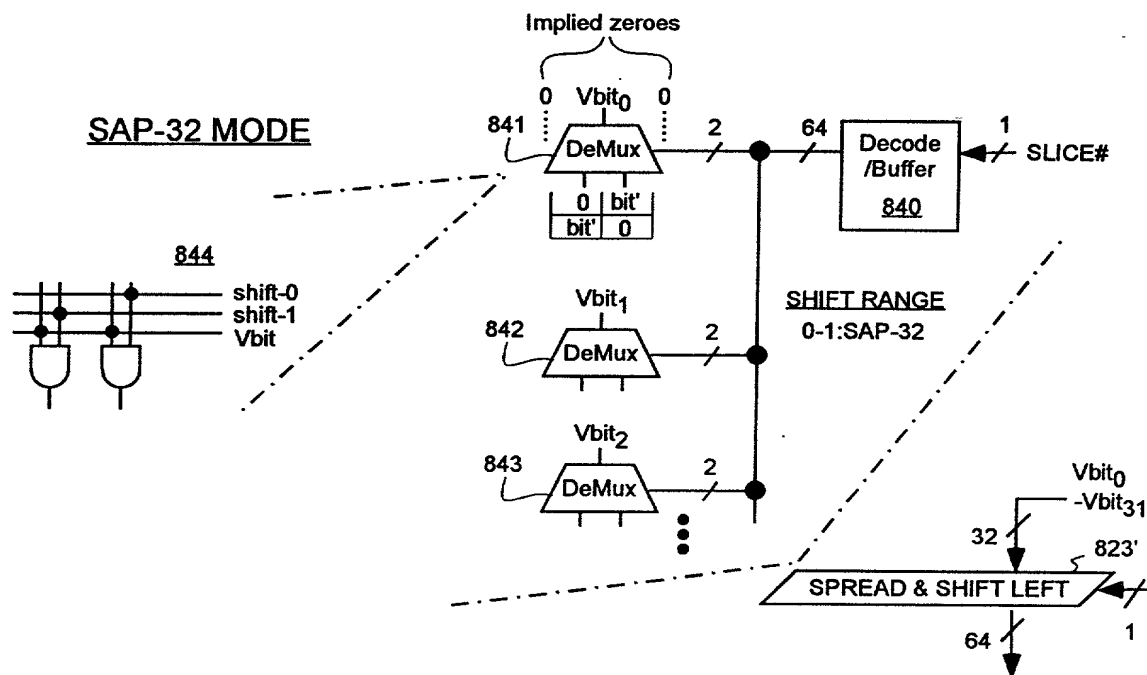 Implied zeroes
SAP-32 MODE
0 Vbit0 0
841
DeMux
2
64
Decode
/Buffer
840
1
SLICE#
0 bit'
bit' 0
844
shift-0
shift-1
Vbit
Vbit1
842
DeMux
2
SHIFT RANGE
0-1:SAP-32
Vbit2
843
DeMux
2
Vbit0
-Vbit31
32
823'
SPREAD & SHIFT LEFT
64
1